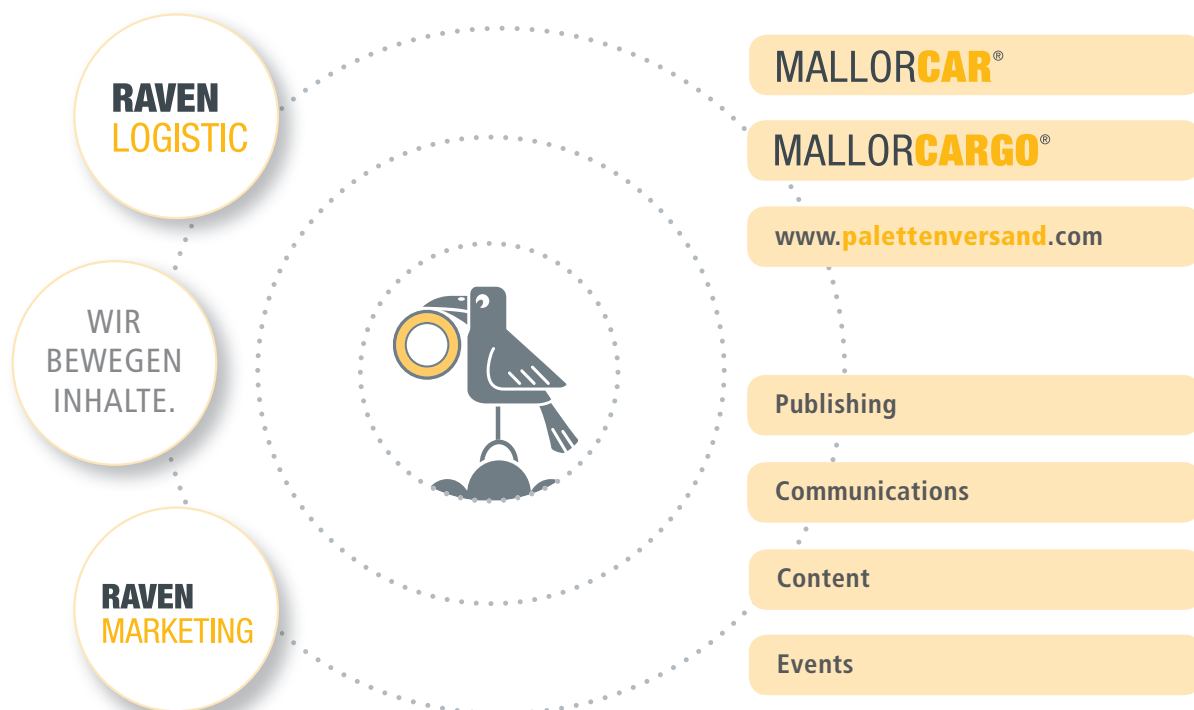 RAVEN
LOGISTIC
WIR
BEWEGEN
INHALTE.
RAVEN
MARKETING
MALLORCAR®
MALLORCARGO®
www.palettenversand.com
Publishing
Communications
Content
Events